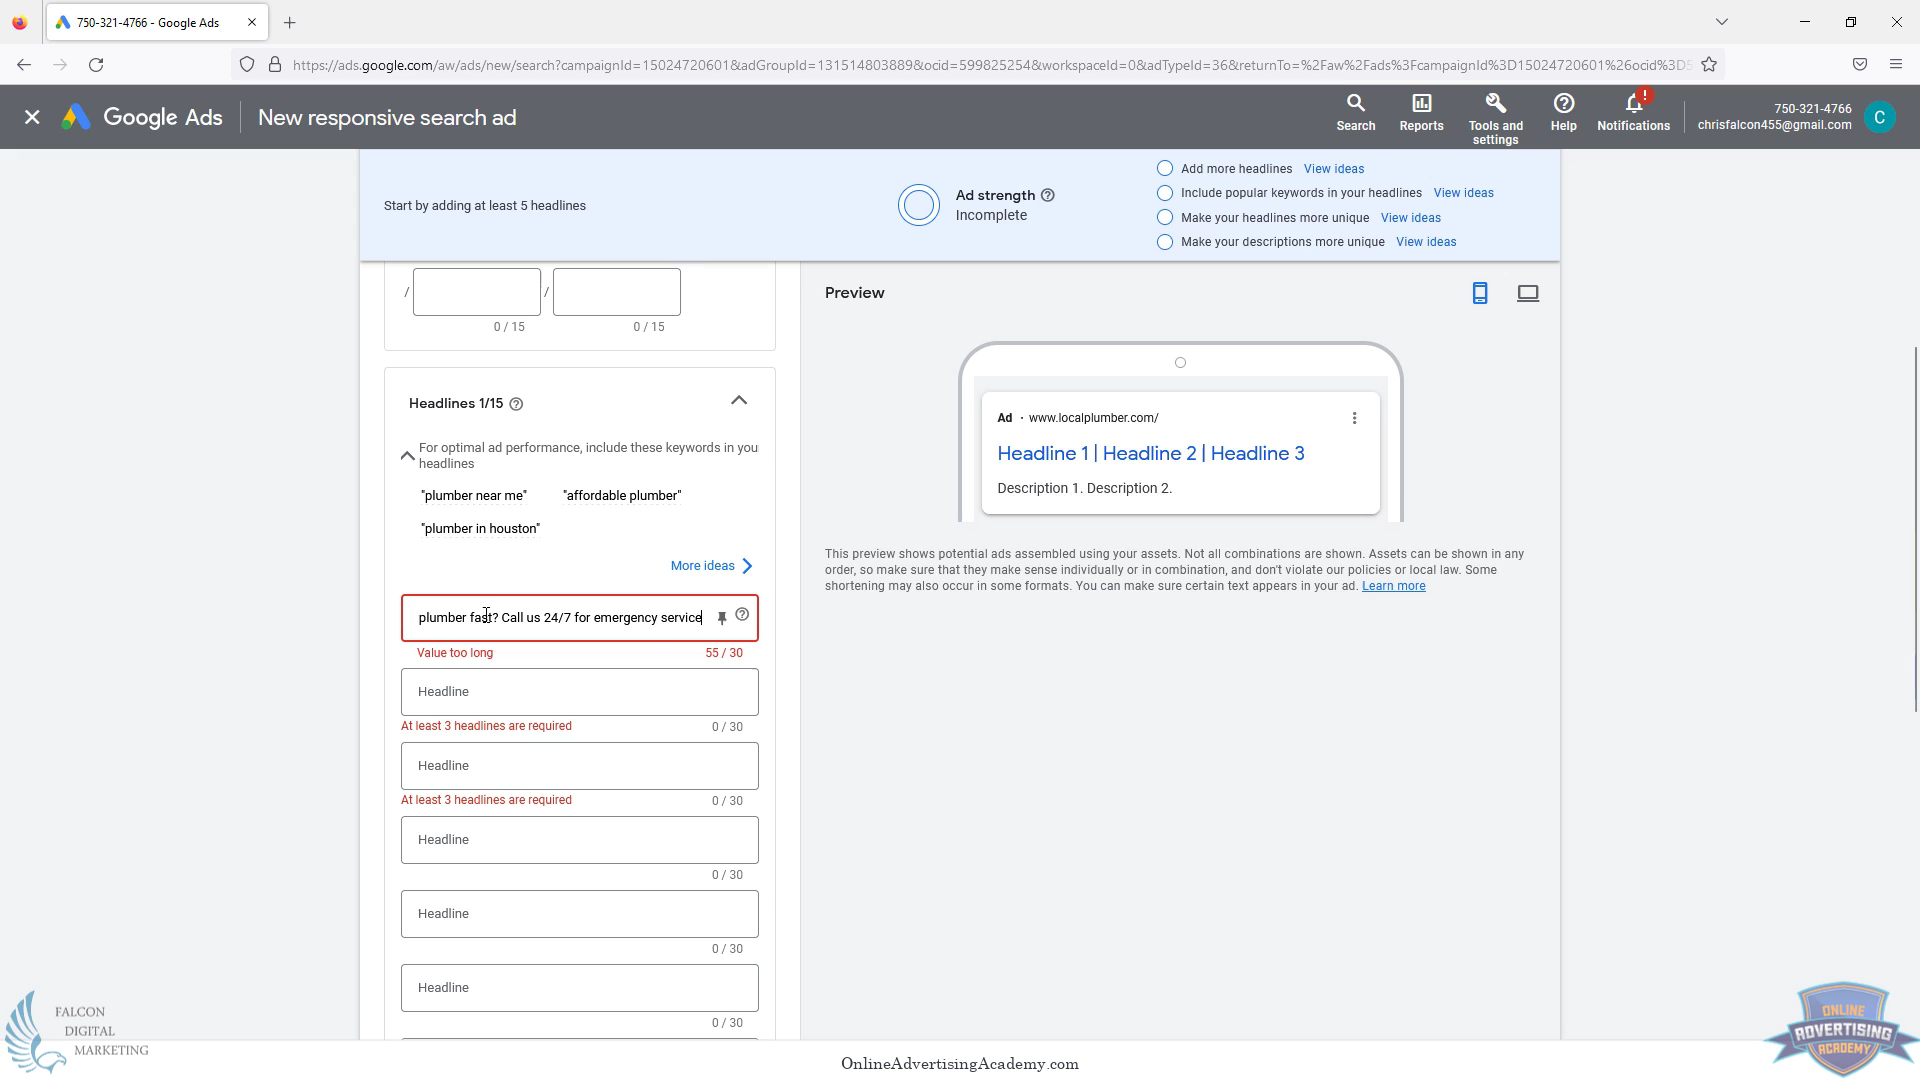 750-321-4766 - Google Ads
https://ads.google.com/aw/ads/new/search?campaignId=15024720601&adGroupId=131514803889&ocid=599825254&workspaceId=0&adTypeId=36&returnTo=%2Faw%2Fads%3FcampaignId%3D15024720601%26ocid%3D5
Google Ads
New responsive search ad
Search
Reports
Tools and
settings
Help
!
Notifications
750-321-4766
chrisfalcon455@gmail.com
C
Start by adding at least 5 headlines
Ad strength
Incomplete
Add more headlines View ideas
Include popular keywords in your headlines View ideas
Make your headlines more unique View ideas
Make your descriptions more unique View ideas
/ /
0 / 15 0 / 15
Headlines 1/15
For optimal ad performance, include these keywords in you
headlines
"plumber near me" "affordable plumber"
"plumber in houston"
More ideas
plumber fast? Call us 24/7 for emergency service
Value too long 55 / 30
Headline
At least 3 headlines are required 0 / 30
Headline
At least 3 headlines are required 0 / 30
Headline
0 / 30
Headline
0 / 30
Headline
0 / 30
Preview
Ad · www.localplumber.com/
Headline 1 | Headline 2 | Headline 3
Description 1. Description 2.
This preview shows potential ads assembled using your assets. Not all combinations are shown. Assets can be shown in any
order, so make sure that they make sense individually or in combination, and don't violate our policies or local law. Some
shortening may also occur in some formats. You can make sure certain text appears in your ad. Learn more
FALCON
DIGITAL
MARKETING
OnlineAdvertisingAcademy.com
ONLINE
ADVERTISING
ACADEMY